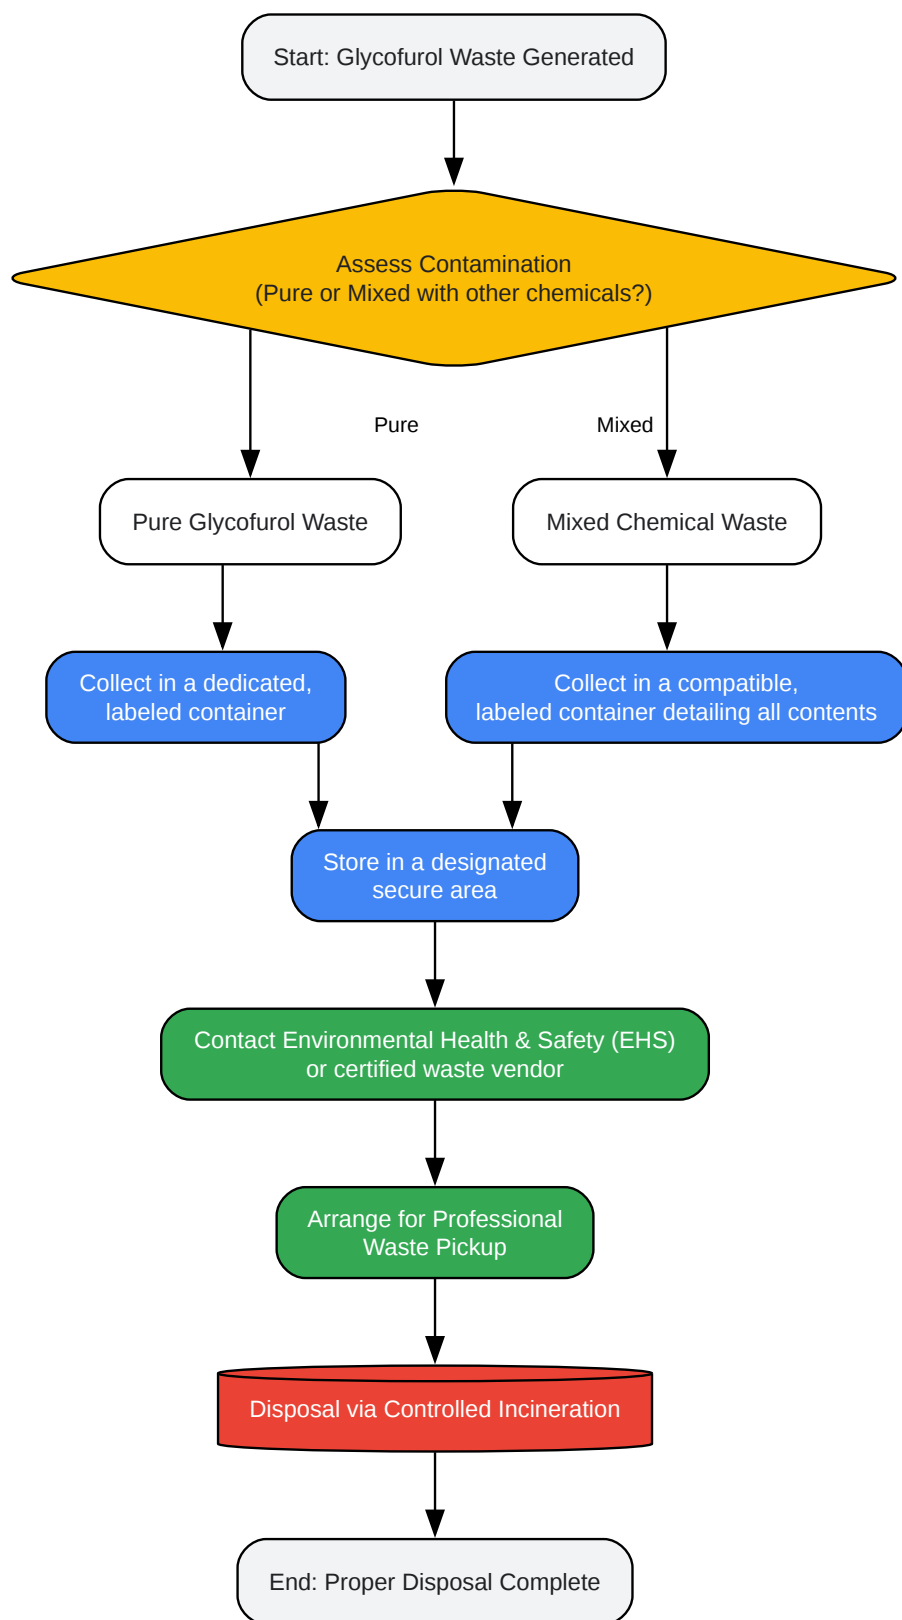 Start: Glycofurol Waste Generated
Assess Contamination
(Pure or Mixed with other chemicals?)
Pure
Mixed
Pure Glycofurol Waste
Mixed Chemical Waste
Collect in a dedicated,
labeled container
Collect in a compatible,
labeled container detailing all contents
Store in a designated
secure area
Contact Environmental Health & Safety (EHS)
or certified waste vendor
Arrange for Professional
Waste Pickup
Disposal via Controlled Incineration
End: Proper Disposal Complete